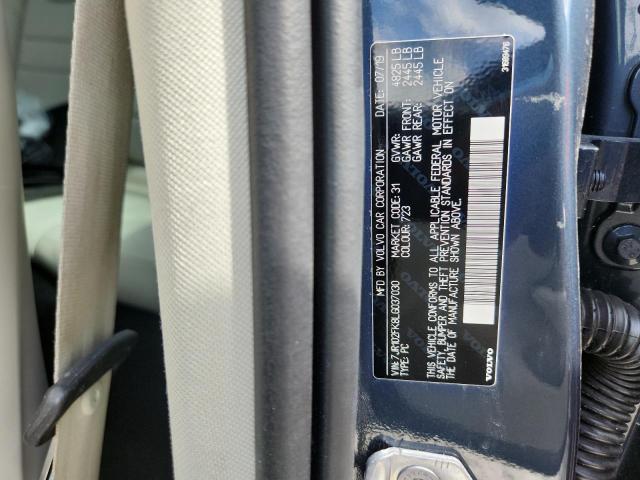 MFD BY VOLVO CAR CORPORATION DATE: 07/19
MARKET CODE: 31 GVWR: 4825 LB
COLOUR: 723 GAWR FRONT: 2445 LB
VIN: 7JR102FK8LG037030 GAWR REAR: 2445 LB
TYPE: PC
THIS VEHICLE CONFORMS TO ALL APPLICABLE FEDERAL MOTOR VEHICLE
SAFETY, BUMPER AND THEFT PREVENTION STANDARDS IN EFFECT ON
THE DATE OF MANUFACTURE SHOWN ABOVE.
VOLVO